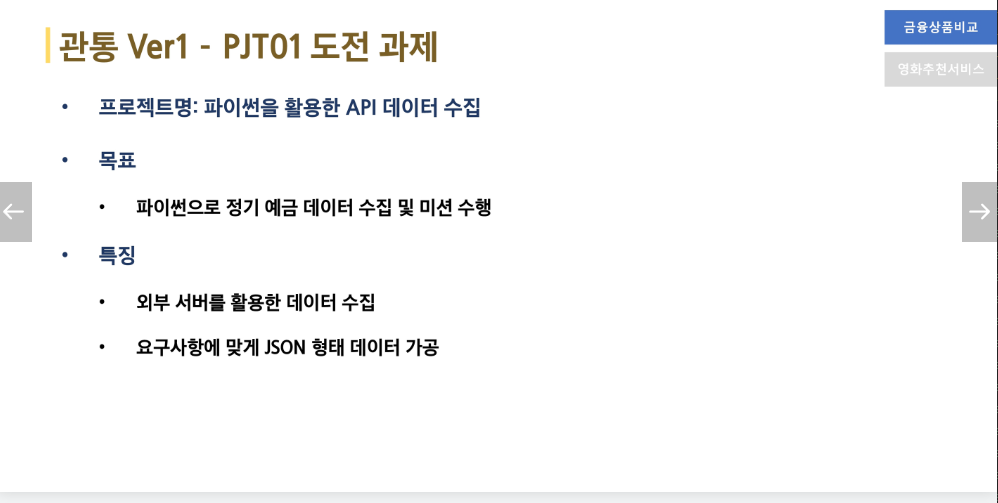 금융상품비교
관통 Ver1 - PJT01 도전 과제
영화추천서비스
• 프로젝트명: 파이썬을 활용한 API 데이터 수집
• 목표
• 파이썬으로 정기 예금 데이터 수집 및 미션 수행
• 특징
• 외부 서버를 활용한 데이터 수집
• 요구사항에 맞게 JSON 형태 데이터 가공